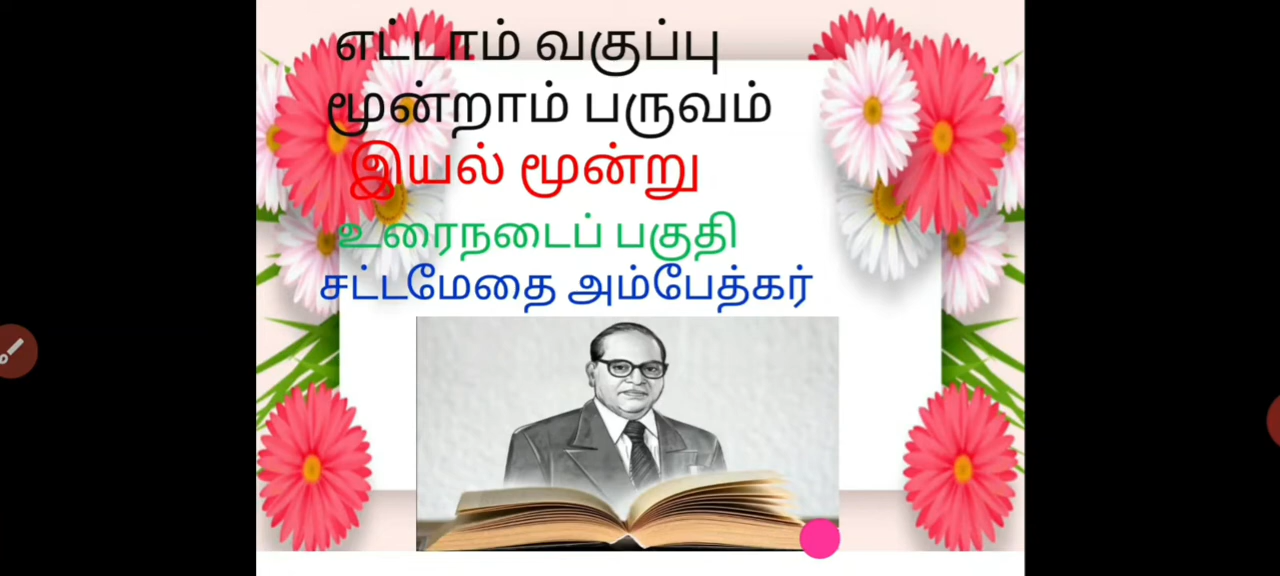 எட்டாம் வகுப்பு
மூன்றாம் பருவம்
இயல் மூன்று
உரைநடைப் பகுதி
சட்டமேதை அம்பேத்கர்